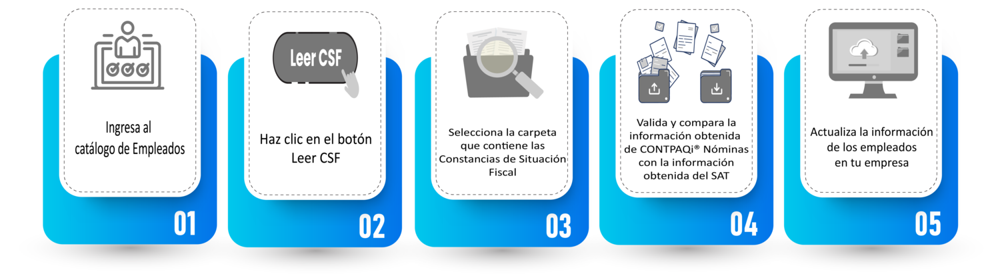 Ingresa al
catálogo de Empleados
01
Leer CSF
Haz clic en el botón
Leer CSF
02
Selecciona la carpeta
que contiene las
Constancias de Situación
Fiscal
03
Valida y compara la
información obtenida
de CONTPAQi® Nóminas
con la información
obtenida del SAT
04
Actualiza la información
de los empleados
en tu empresa
05